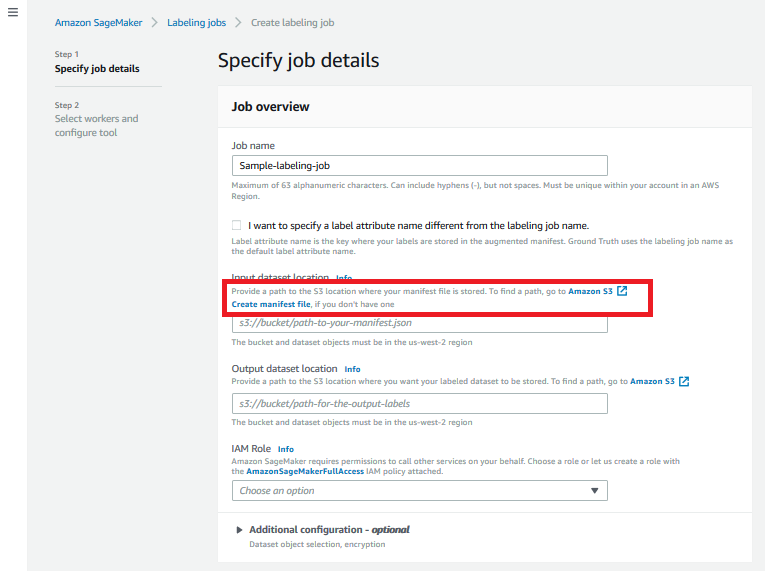 Amazon SageMaker > Labeling jobs > Create labeling job
Step 1
Specify job details
Step 2
Select workers and
configure tool
Specify job details
Job overview
Job name
Sample-labeling-job
Maximum of 63 alphanumeric characters. Can include hyphens (-), but not spaces. Must be unique within your account in an AWS
Region.
I want to specify a label attribute name different from the labeling job name.
Label attribute name is the key where your labels are stored in the augmented manifest. Ground Truth uses the labeling job name as
the default label attribute name.
Input dataset location Info
Provide a path to the S3 location where your manifest file is stored. To find a path, go to Amazon S3
Create manifest file, if you don't have one
s3://bucket/path-to-your-manifest.json
The bucket and dataset objects must be in the us-west-2 region
Output dataset location Info
Provide a path to the S3 location where you want your labeled dataset to be stored. To find a path, go to Amazon S3
s3://bucket/path-for-the-output-labels
The bucket and dataset objects must be in the us-west-2 region
IAM Role Info
Amazon SageMaker requires permissions to call other services on your behalf. Choose a role or let us create a role with
the AmazonSageMakerFullAccess IAM policy attached.
Choose an option
Additional configuration - optional
Dataset object selection, encryption